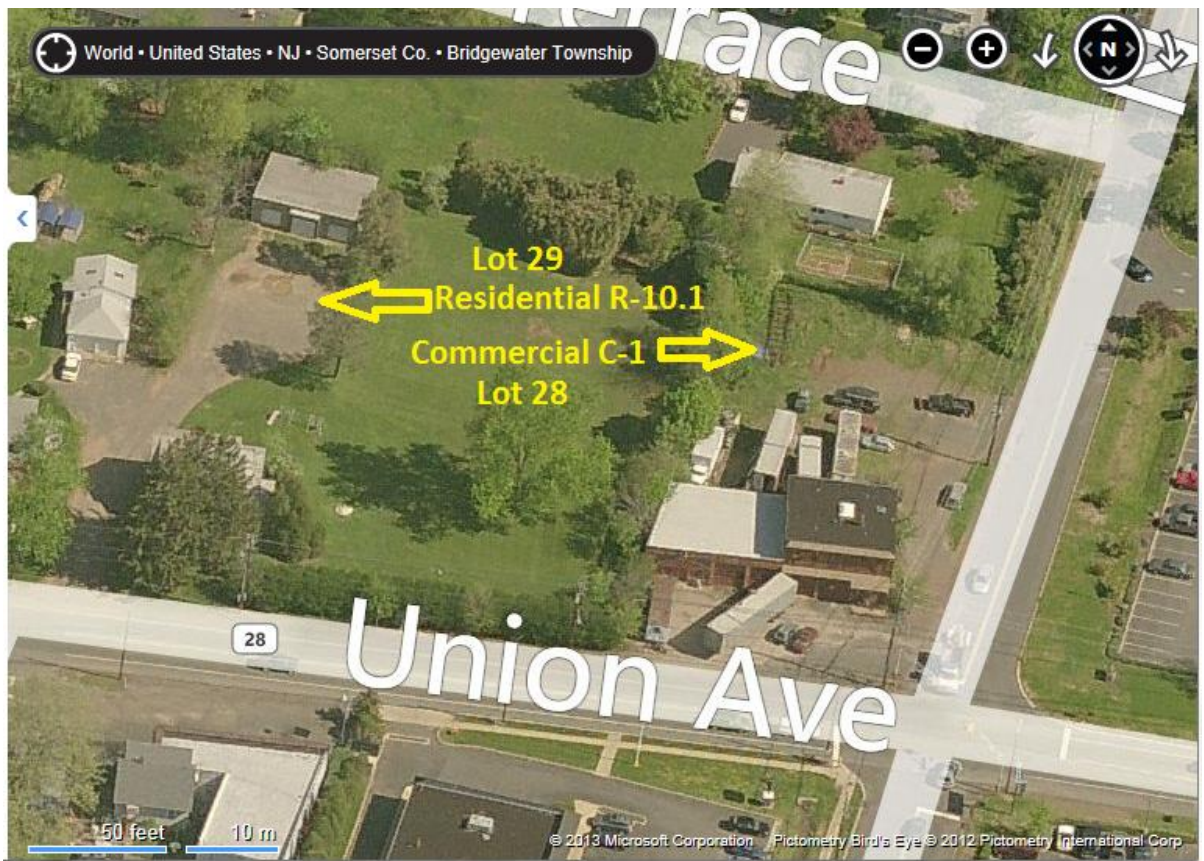 World • United States • NJ • Somerset Co. • Bridgewater Township
N
Terrace
Lot 29
Residential R-10.1
Commercial C-1
Lot 28
28
Union Ave
50 feet
10 m
© 2013 Microsoft Corporation Pictometry Bird's Eye © 2012 Pictometry International Corp